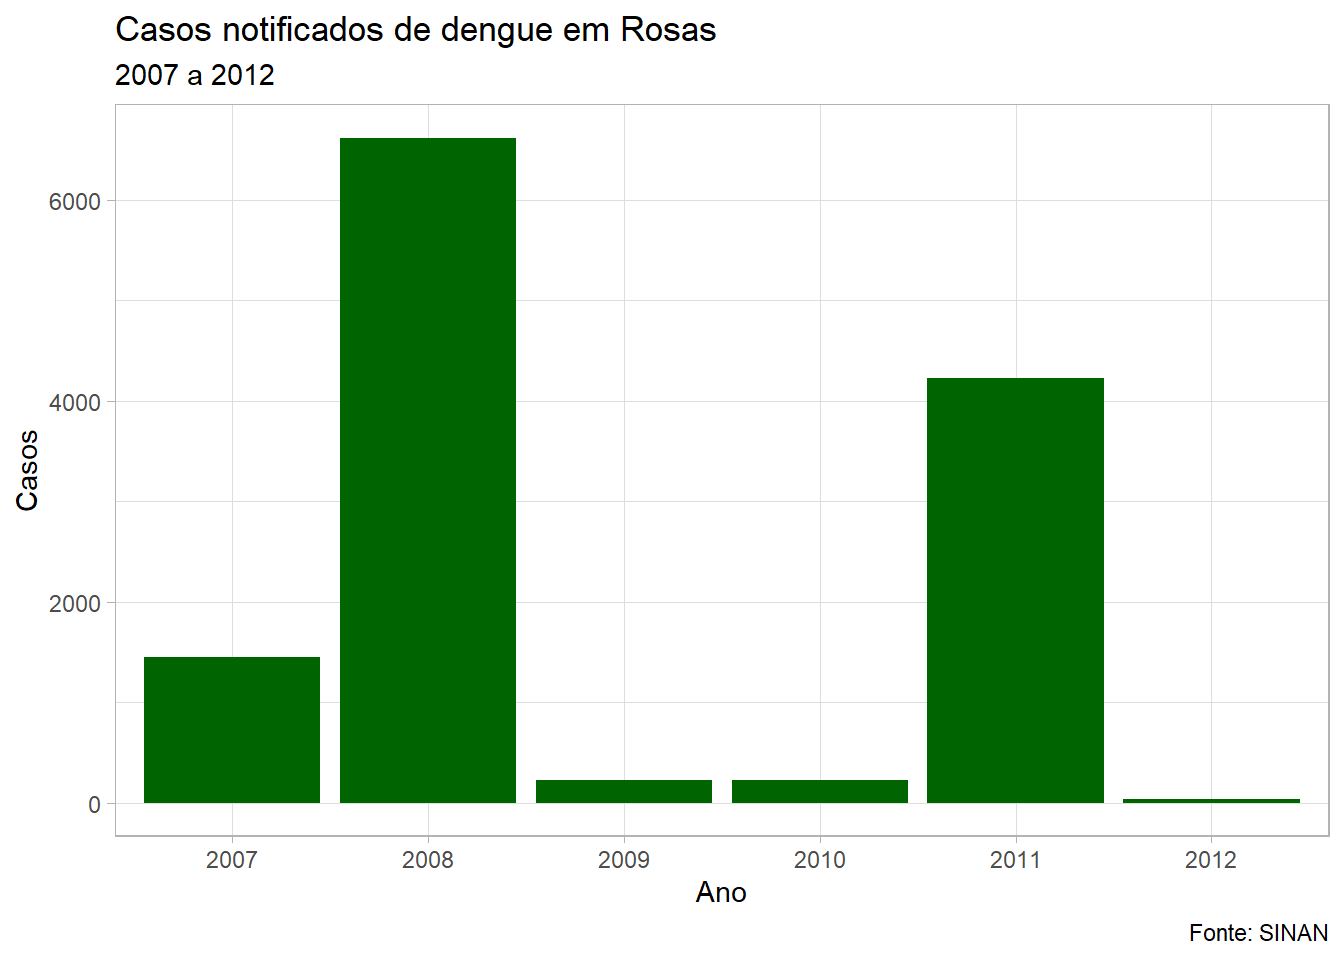 Casos notificados de dengue em Rosas
2007 a 2012
6000
4000
2000
0
Casos
2007 2008 2009 2010 2011 2012
Ano
Fonte: SINAN